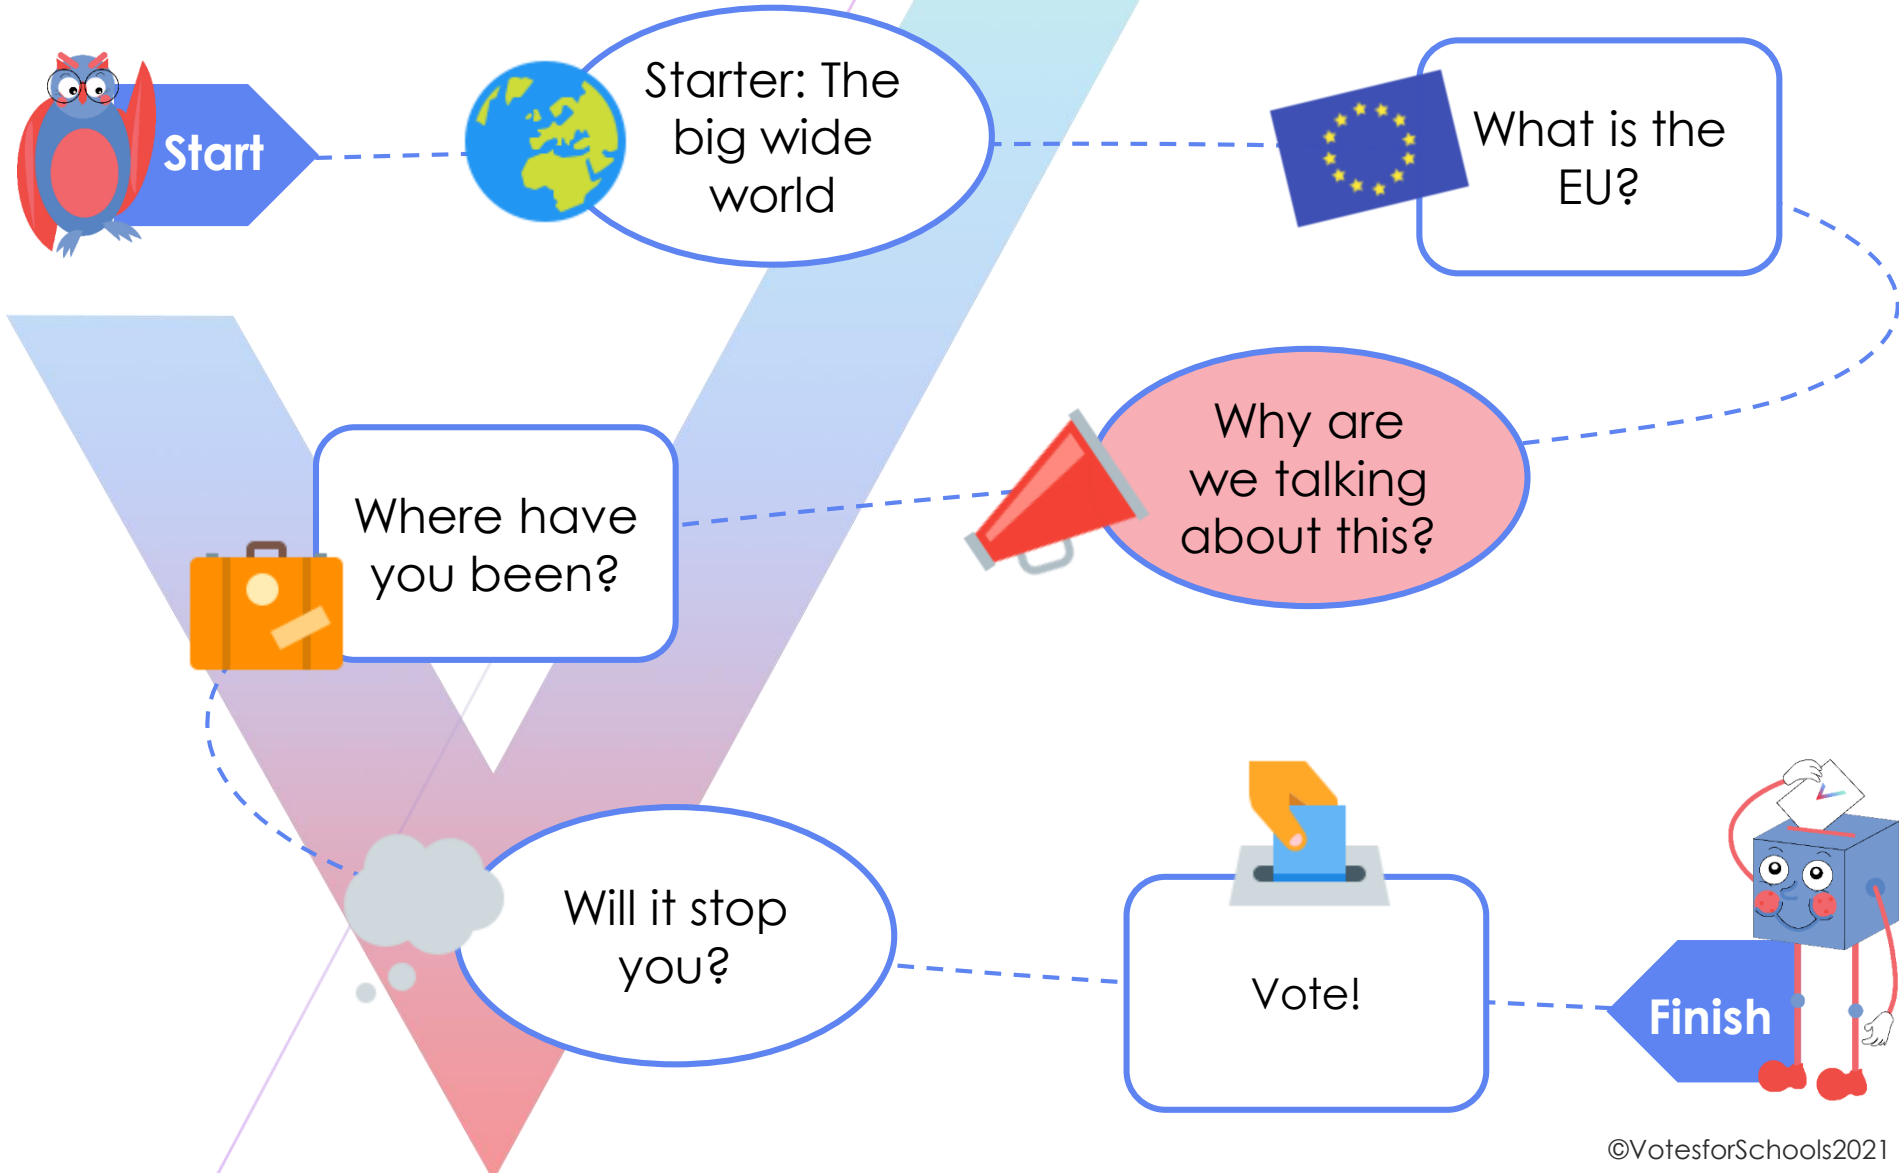 Start
Starter: The
big wide
world
What is the
EU?
Why are
we talking
about this?
Where have
you been?
Will it stop
you?
Vote!
Finish
©VotesforSchools2021